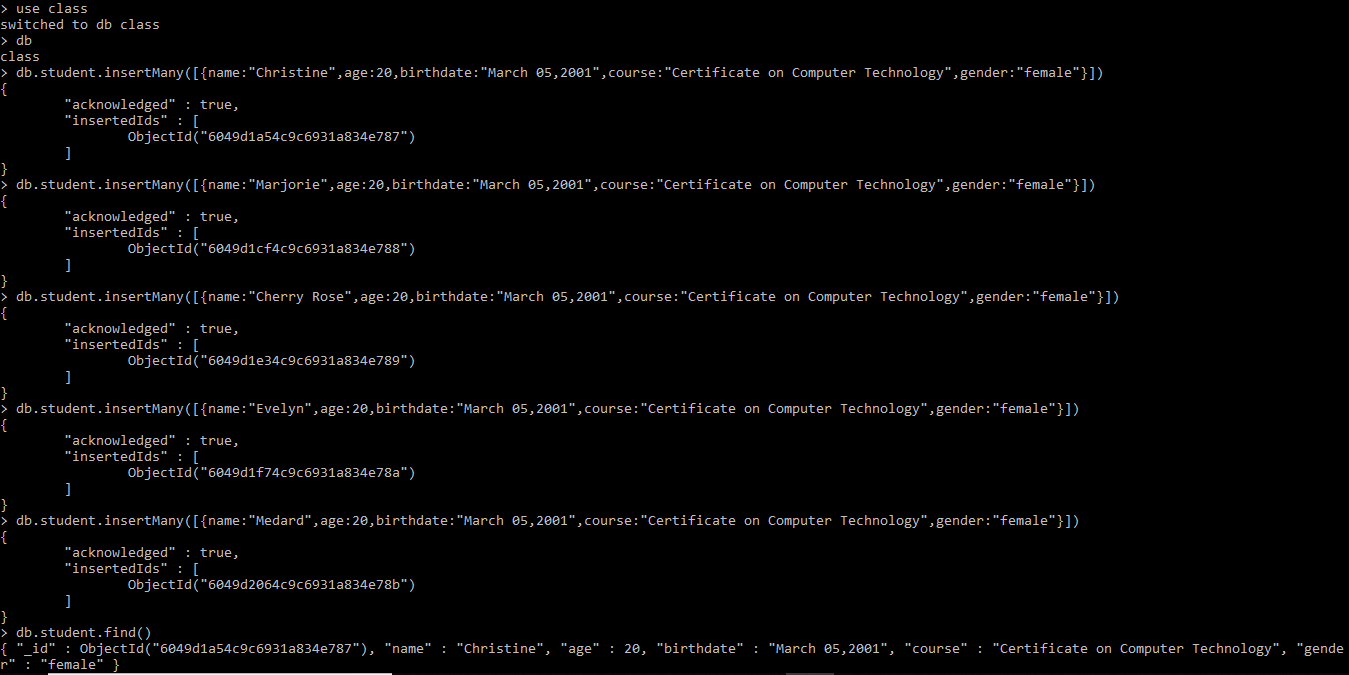 > use class
switched to db class
> db
class
> db.student.insertMany([{name:"Christine",age:20,birthdate:"March 05,2001",course:"Certificate on Computer Technology",gender:"female"}])
{
        "acknowledged" : true,
        "insertedIds" : [
                ObjectId("6049d1a54c9c6931a834e787")
        ]
}
> db.student.insertMany([{name:"Marjorie",age:20,birthdate:"March 05,2001",course:"Certificate on Computer Technology",gender:"female"}])
{
        "acknowledged" : true,
        "insertedIds" : [
                ObjectId("6049d1cf4c9c6931a834e788")
        ]
}
> db.student.insertMany([{name:"Cherry Rose",age:20,birthdate:"March 05,2001",course:"Certificate on Computer Technology",gender:"female"}])
{
        "acknowledged" : true,
        "insertedIds" : [
                ObjectId("6049d1e34c9c6931a834e789")
        ]
}
> db.student.insertMany([{name:"Evelyn",age:20,birthdate:"March 05,2001",course:"Certificate on Computer Technology",gender:"female"}])
{
        "acknowledged" : true,
        "insertedIds" : [
                ObjectId("6049d1f74c9c6931a834e78a")
        ]
}
> db.student.insertMany([{name:"Medard",age:20,birthdate:"March 05,2001",course:"Certificate on Computer Technology",gender:"female"}])
{
        "acknowledged" : true,
        "insertedIds" : [
                ObjectId("6049d2064c9c6931a834e78b")
        ]
}
> db.student.find()
{ "_id" : ObjectId("6049d1a54c9c6931a834e787"), "name" : "Christine", "age" : 20, "birthdate" : "March 05,2001", "course" : "Certificate on Computer Technology", "gende
r" : "female" }